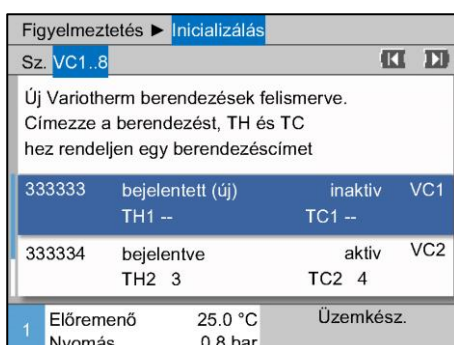 Figyelmeztetés ► Inicializálás
Sz. VC1..8
Új Variotherm berendezések felismerve.
Címezze a berendezést, TH és TC
hez rendeljen egy berendezéscímet
333333 bejelentett (új) inaktiv VC1
TH1 -- TC1 --
333334 bejelentve aktiv VC2
TH2 3 TC2 4
1 Előremenő 25.0 °C Üzemkész.
Nyomás 0.8 bar